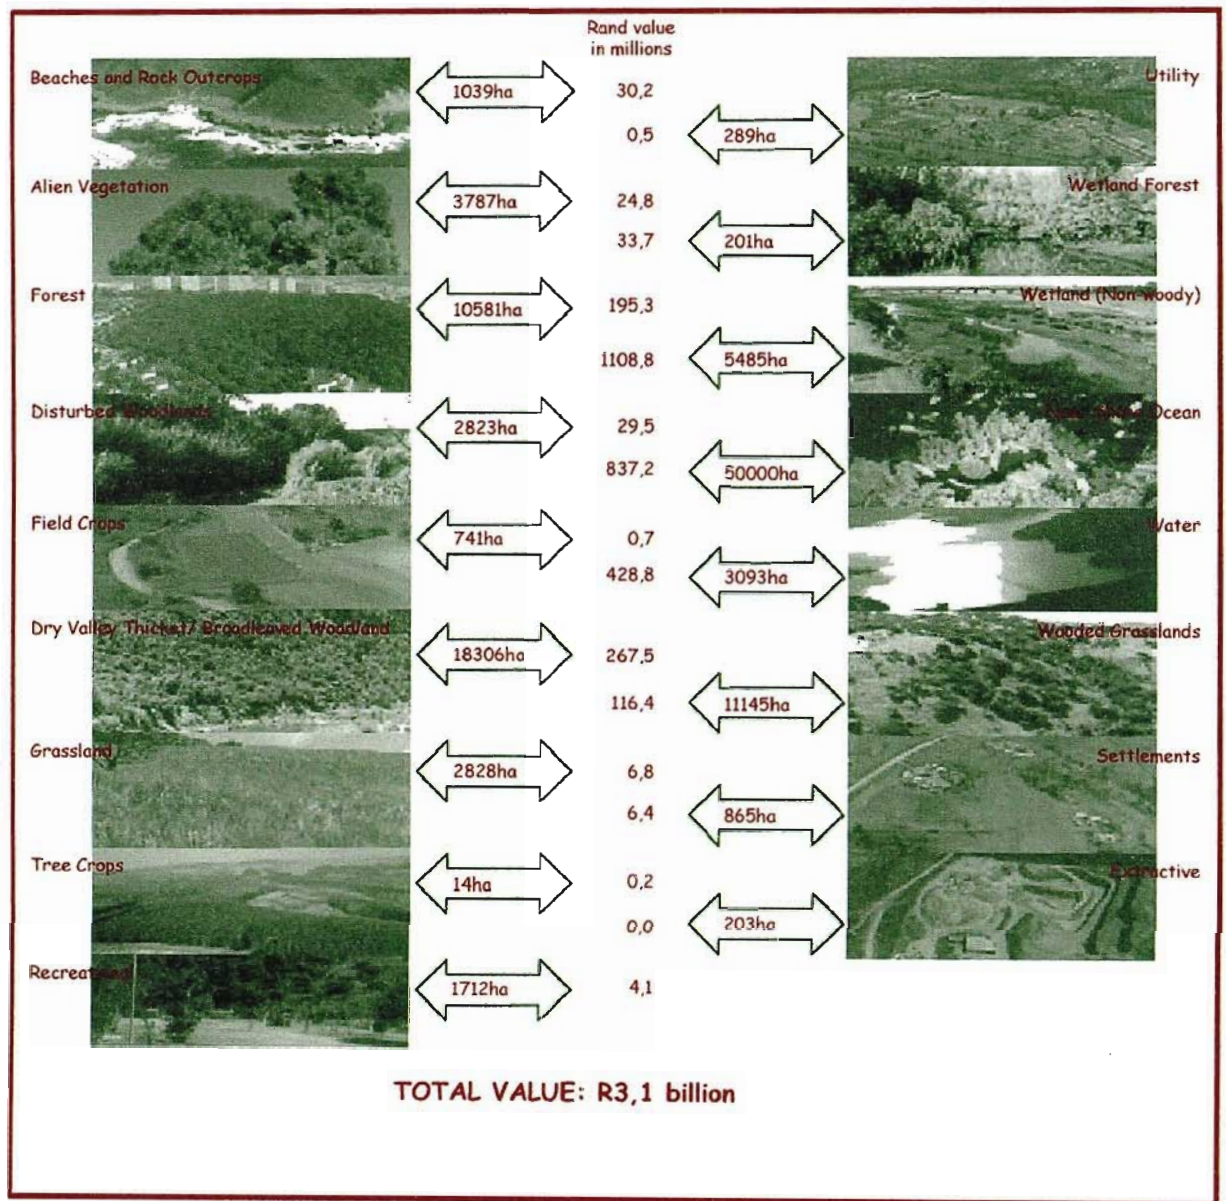 Rand value
in millions
Beaches and Rock Outcrops
1039ha
30,2
Utility
0,5
289ha
Alien Vegetation
3787ha
24,8
Wetland Forest
33,7
201ha
Forest
10581ha
195,3
Wetland (Non-woody)
1108,8
5485ha
Disturbed Woodlands
2823ha
29,5
Ocean
837,2
50000ha
Field Crops
741ha
0,7
Water
428,8
3093ha
Dry Valley Thicket/ Broadleaved Woodland
18306ha
267,5
Wooded Grasslands
116,4
11145ha
Grassland
2828ha
6,8
Settlements
6,4
865ha
Tree Crops
14ha
0,2
Extractive
0,0
203ha
Recreational
1712ha
4,1
TOTAL VALUE: R3,1 billion